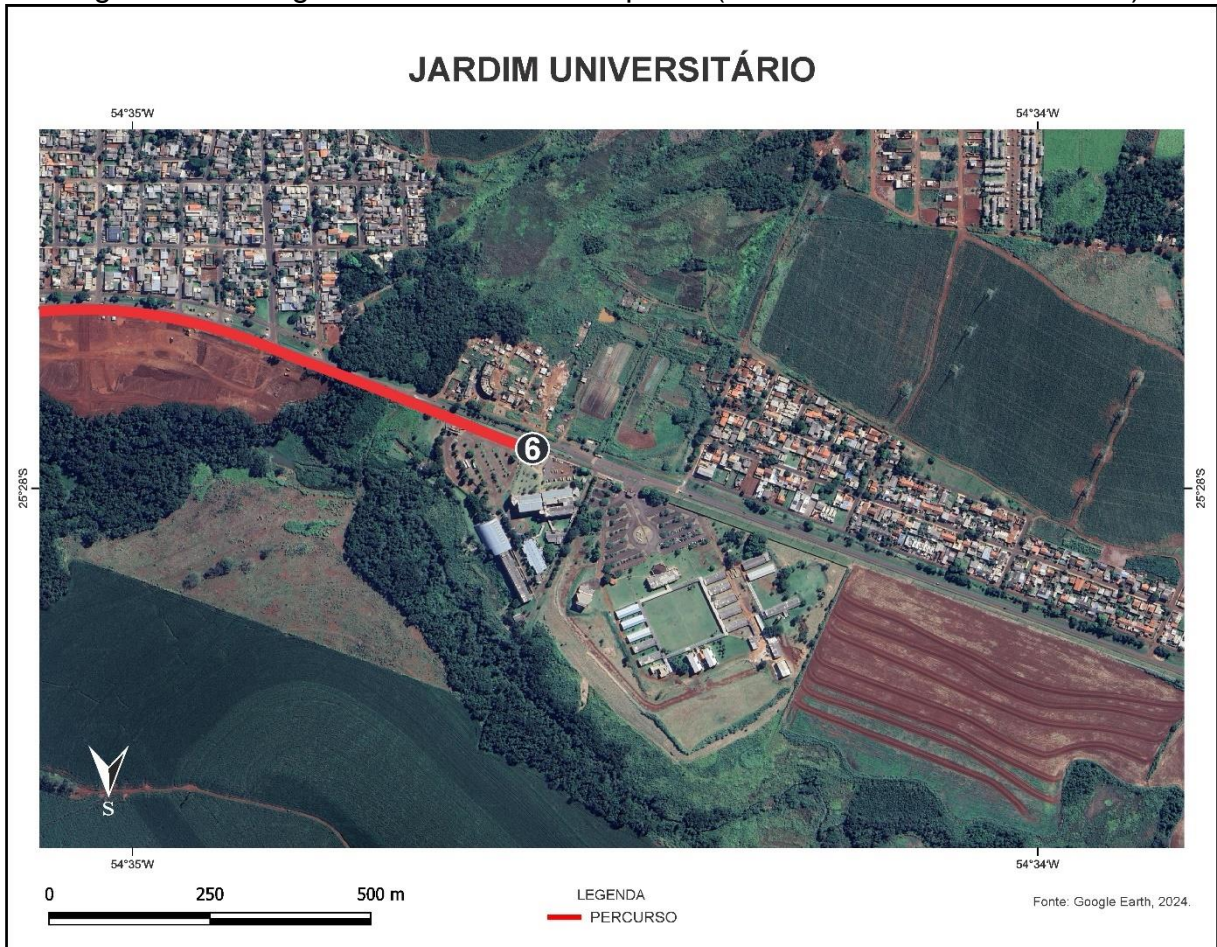 JARDIM UNIVERSITÁRIO
54°35'W 54°34'W
6
25°28'S 25°28'S
S
54°35'W 54°34'W
0 250 500 m
LEGENDA
PERCURSO
Fonte: Google Earth, 2024.